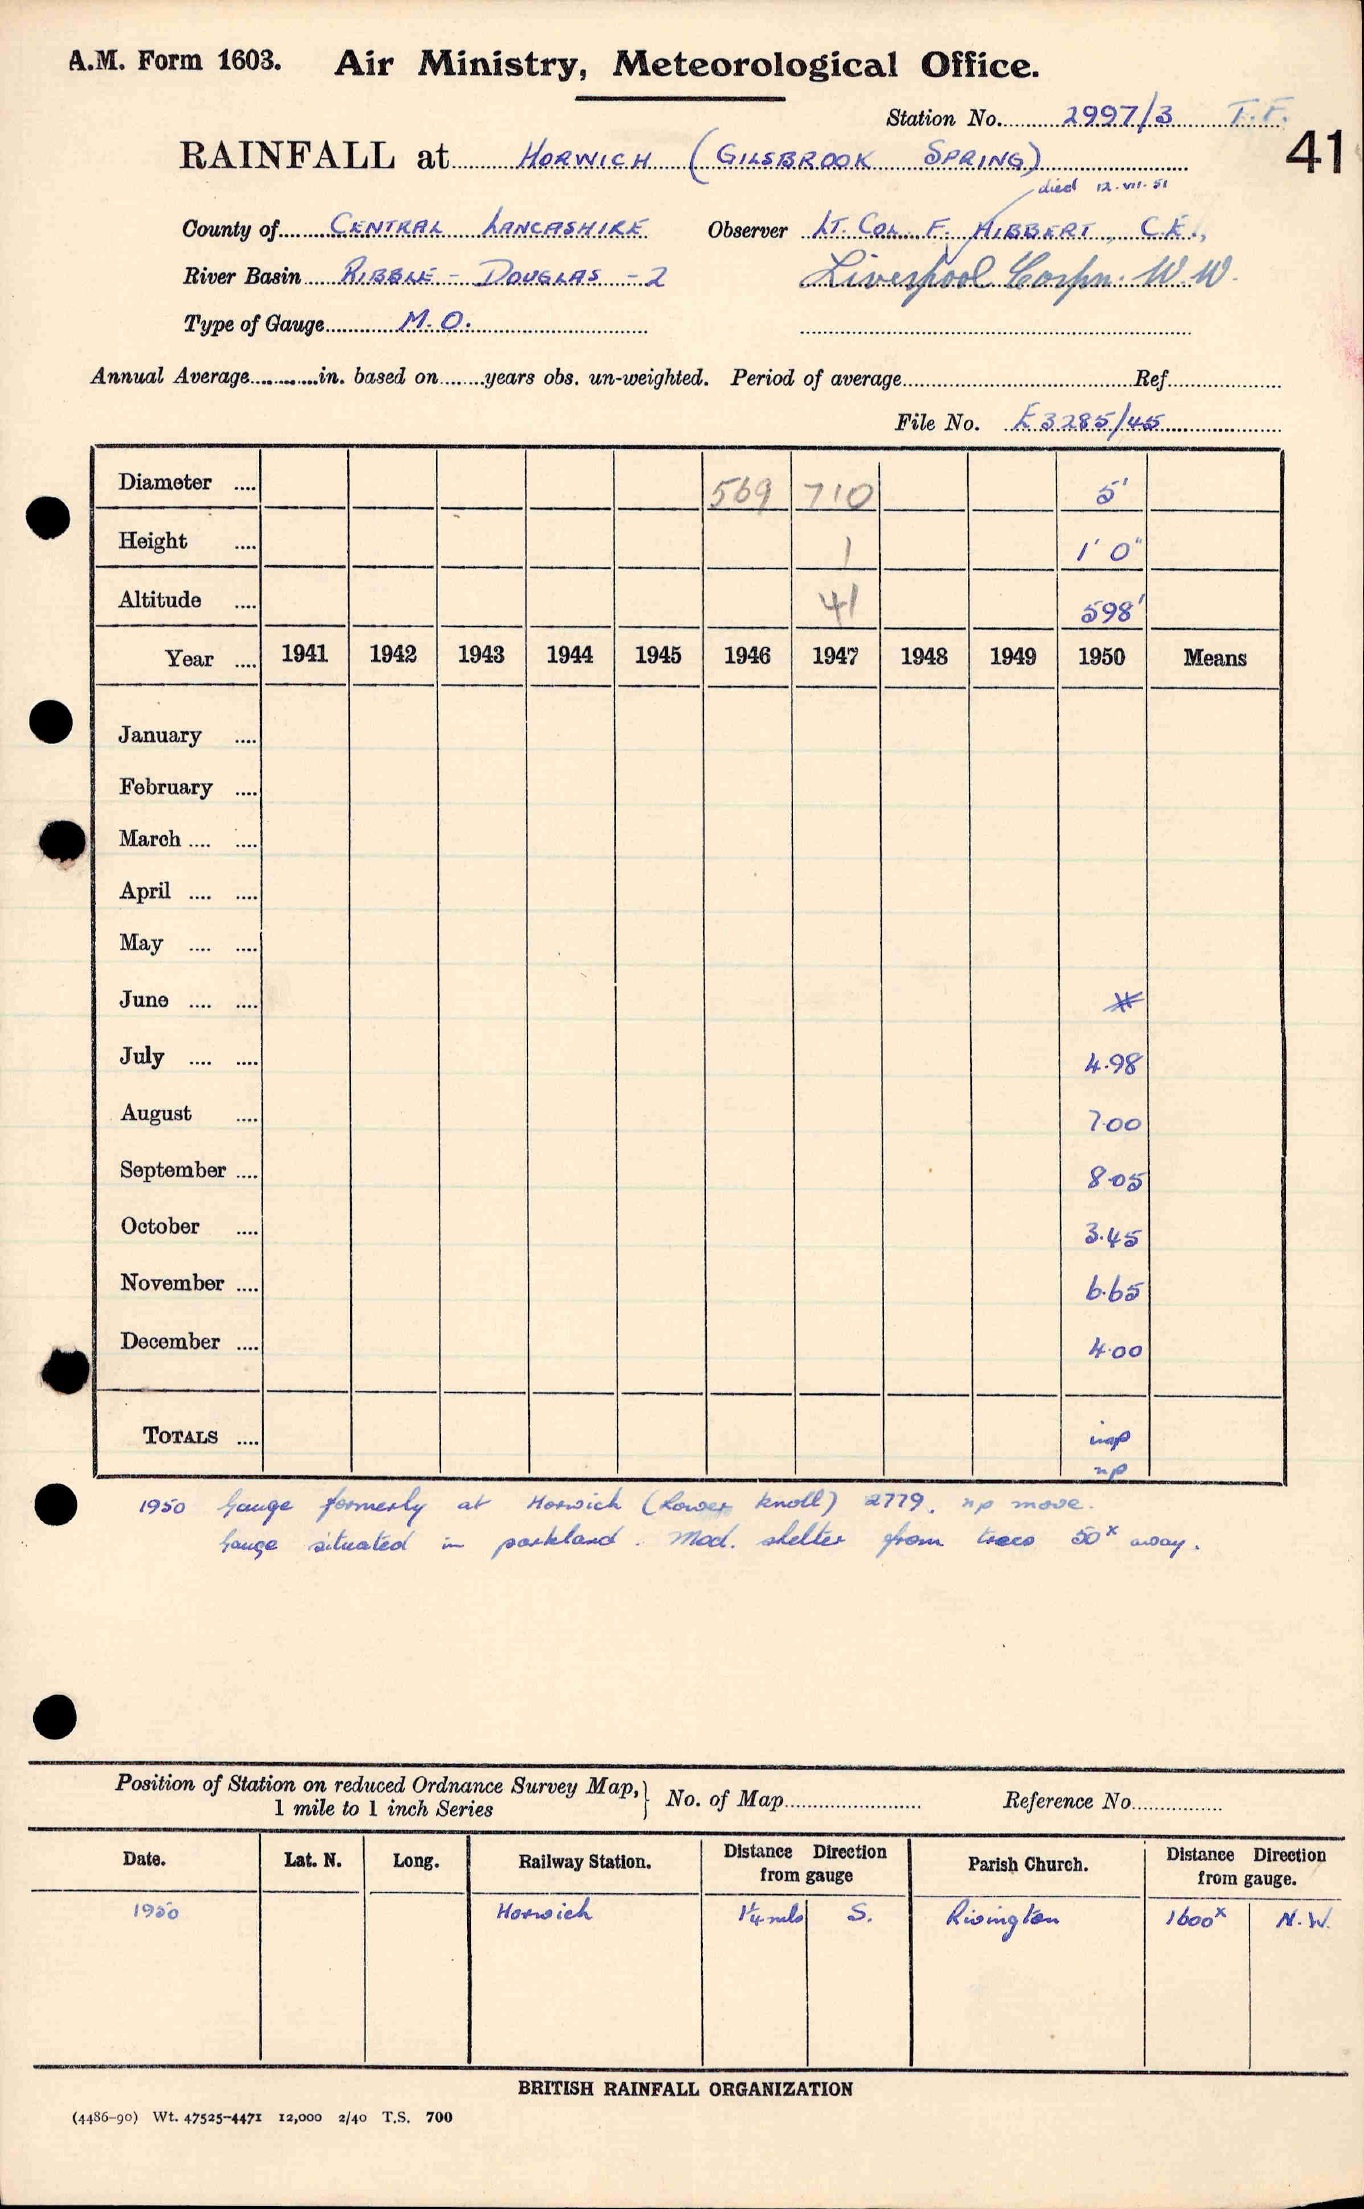 A.M. Form 1603. Air Ministry, Meteorological Office.
Station No. 2997/3 T.F.
41
RAINFALL at HORWICH (GILSBROOK SPRING)
died 12.VII.51
County of CENTRAL LANCASHIRE Observer LT. COL. F. HIBBERT, C.E.,
River Basin RIBBLE - DOUGLAS - 2 Liverpool Corpn. W.W.
Type of Gauge M.O.
Annual Average in. based on years obs. un-weighted. Period of average Ref
File No. E3285/45
Diameter .... 569 710 5'
Height .... 1 1' 0"
Altitude .... 41 598'
Year .... 1941 1942 1943 1944 1945 1946 1947 1948 1949 1950 Means
January ....
February ....
March .... ....
April .... ....
May .... ....
June .... ....
July .... .... 4.98
August .... 7.00
September .... 8.05
October .... 3.45
November .... 6.65
December .... 4.00
TOTALS .... imp
np
1950 Gauge formerly at Horwich (Lower Knoll) 2779. np move.
Gauge situated in parkland. Mod. shelter from trees 50x away.
Position of Station on reduced Ordnance Survey Map, } No. of Map Reference No.
1 mile to 1 inch Series
Date. Lat. N. Long. Railway Station. Distance Direction from gauge Parish Church. Distance Direction from gauge.
1950 Horwich 1¼ mls S. Rivington 1600x N.W.
BRITISH RAINFALL ORGANIZATION
(4486-90) Wt. 47525-4471 12,000 2/40 T.S. 700